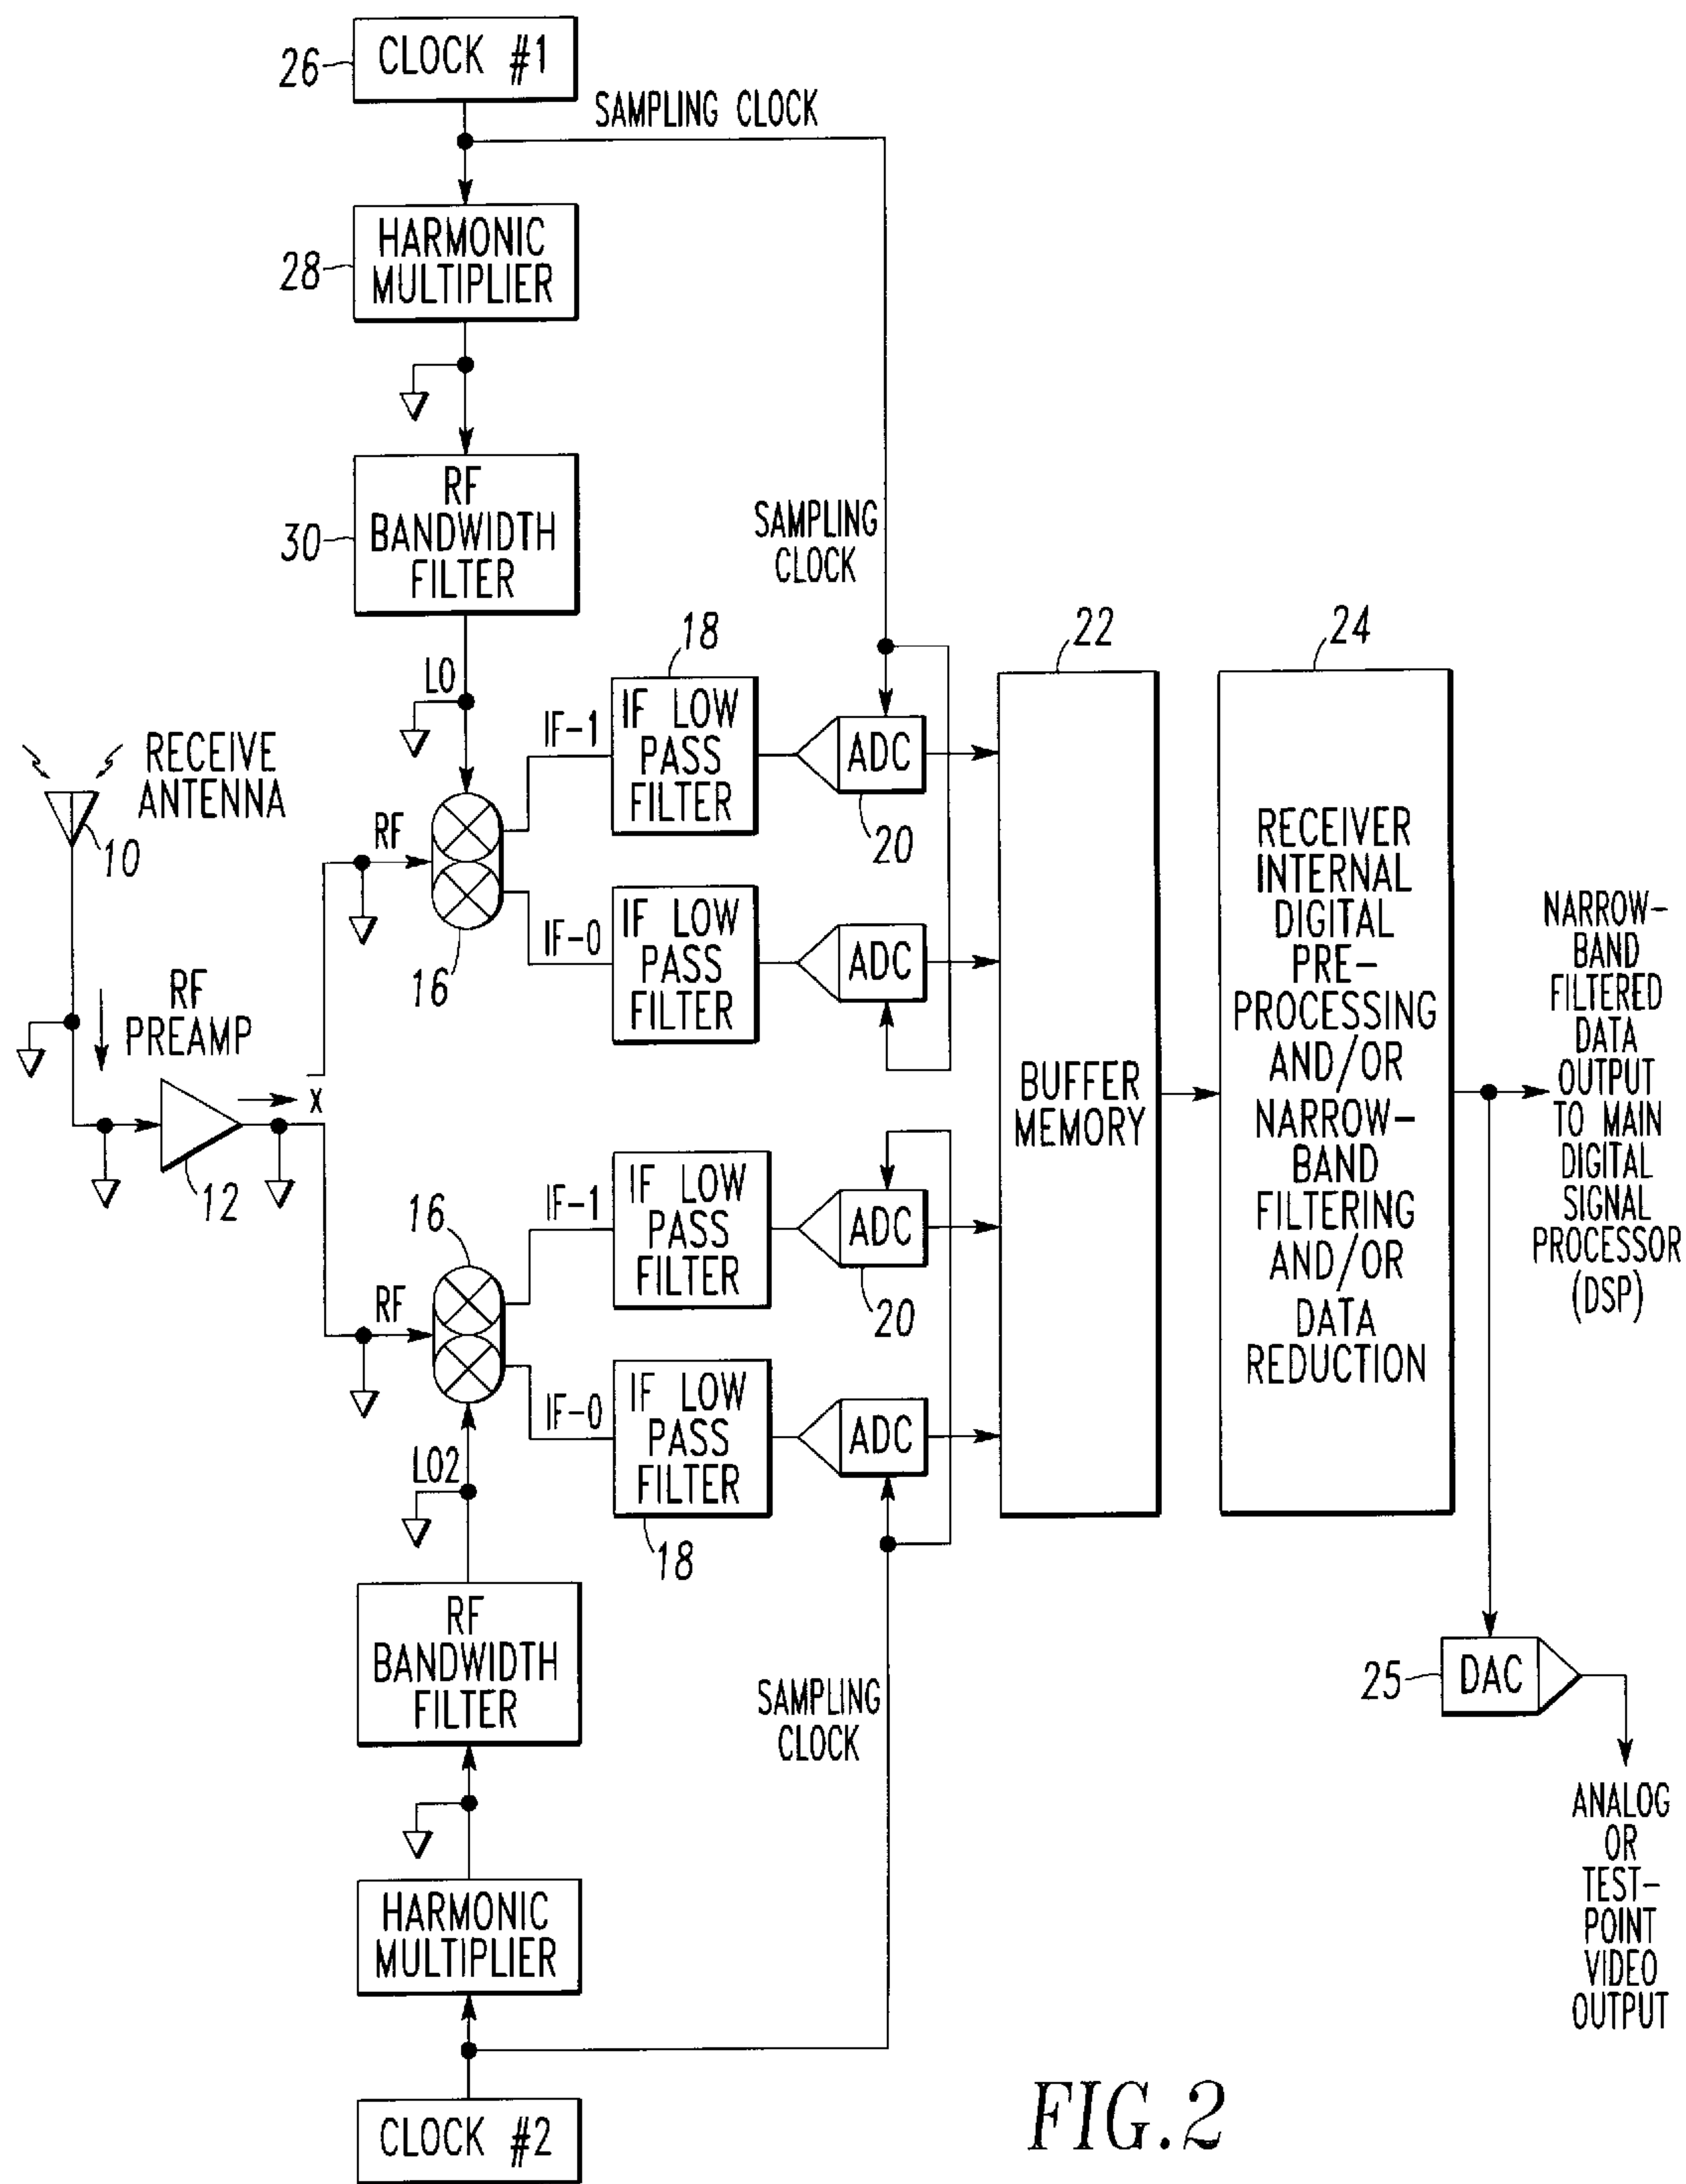 CLOCK #1
26
SAMPLING CLOCK
HARMONIC
MULTIPLIER
28
RF
BANDWIDTH
FILTER
30
SAMPLING
CLOCK
LO
18
IF LOW
PASS
FILTER
IF-1
ADC
20
22
24
RECEIVE
ANTENNA
10
RF
16
IF-0
IF LOW
PASS
FILTER
ADC
RF
PREAMP
X
12
BUFFER
MEMORY
RECEIVER
INTERNAL
DIGITAL
PRE-
PROCESSING
AND/OR
NARROW-
BAND
FILTERING
AND/OR
DATA
REDUCTION
NARROW-
BAND
FILTERED
DATA
OUTPUT
TO MAIN
DIGITAL
SIGNAL
PROCESSOR
(DSP)
16
IF-1
IF LOW
PASS
FILTER
ADC
20
RF
IF-0
IF LOW
PASS
FILTER
ADC
18
LO2
RF
BANDWIDTH
FILTER
SAMPLING
CLOCK
25
DAC
ANALOG
OR
TEST-
POINT
VIDEO
OUTPUT
HARMONIC
MULTIPLIER
CLOCK #2
FIG.2